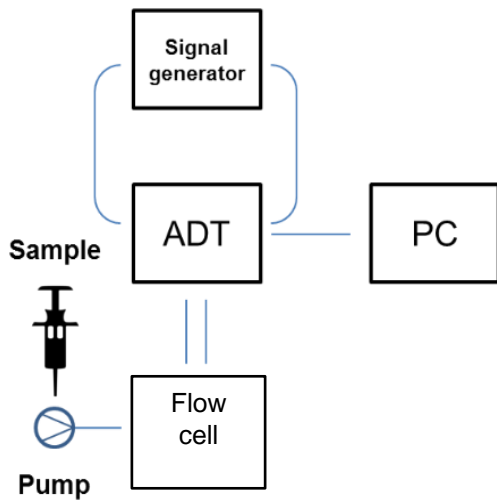 Signal
generator
ADT
PC
Sample
Flow
cell
Pump